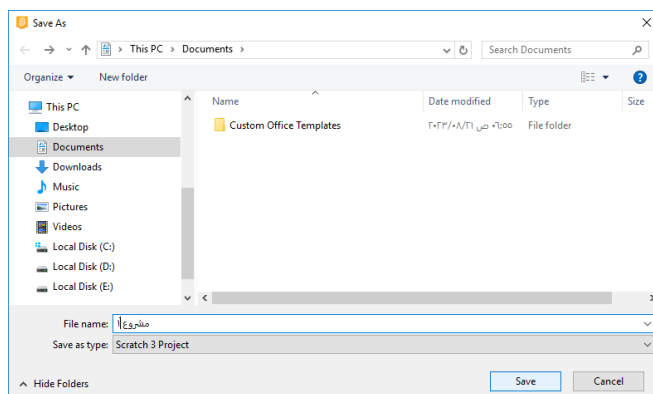 Save As
This PC > Documents >
Search Documents
Organize
New folder
Name
Date modified
Type
Size
This PC
Desktop
Documents
Downloads
Music
Pictures
Videos
Local Disk (C:)
Local Disk (D:)
Local Disk (E:)
Custom Office Templates
٢٠٢٣/٠٨/٢١ ٠٦:٥٥ ص
File folder
File name: مشروع ١
Save as type: Scratch 3 Project
Hide Folders
Save
Cancel